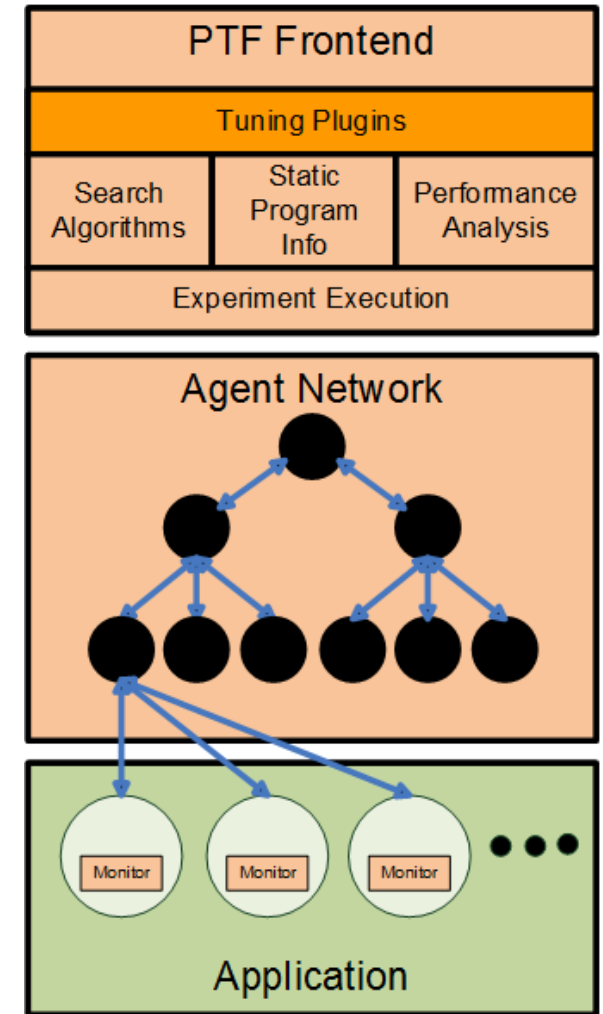 PTF Frontend
Tuning Plugins
Search
Algorithms
Static
Program
Info
Performance
Analysis
Experiment Execution
Agent Network
Monitor
Monitor
Monitor
Application